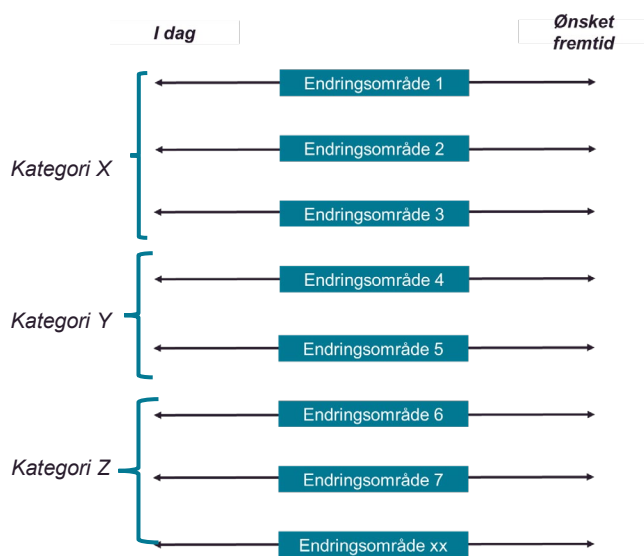 I dag
Ønsket
fremtid
Endringsområde 1
Kategori X
Endringsområde 2
Endringsområde 3
Kategori Y
Endringsområde 4
Endringsområde 5
Kategori Z
Endringsområde 6
Endringsområde 7
Endringsområde xx